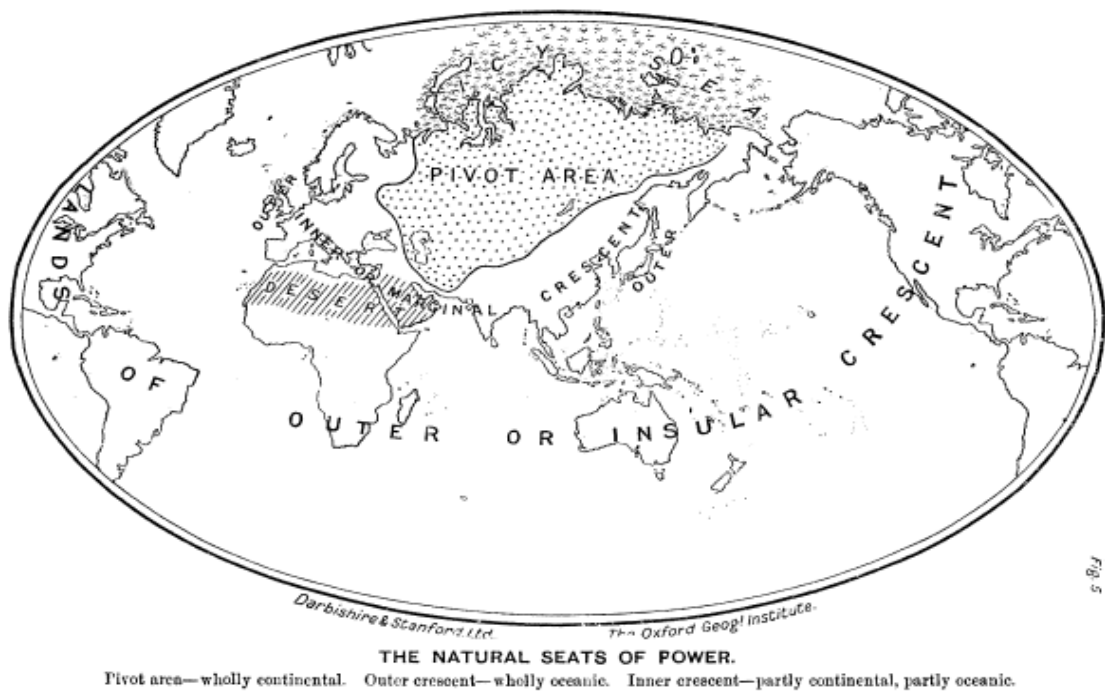 ICY SEA
PIVOT AREA
OUTER
INNER OR MARGINAL CRESCENT
OUTER
DESERT
LANDS OF OUTER OR INSULAR CRESCENT
Fig. 5
Darbishire & Stanford, Ltd.
The Oxford Geog! Institute.
THE NATURAL SEATS OF POWER.
Pivot area—wholly continental. Outer crescent—wholly oceanic. Inner crescent—partly continental, partly oceanic.